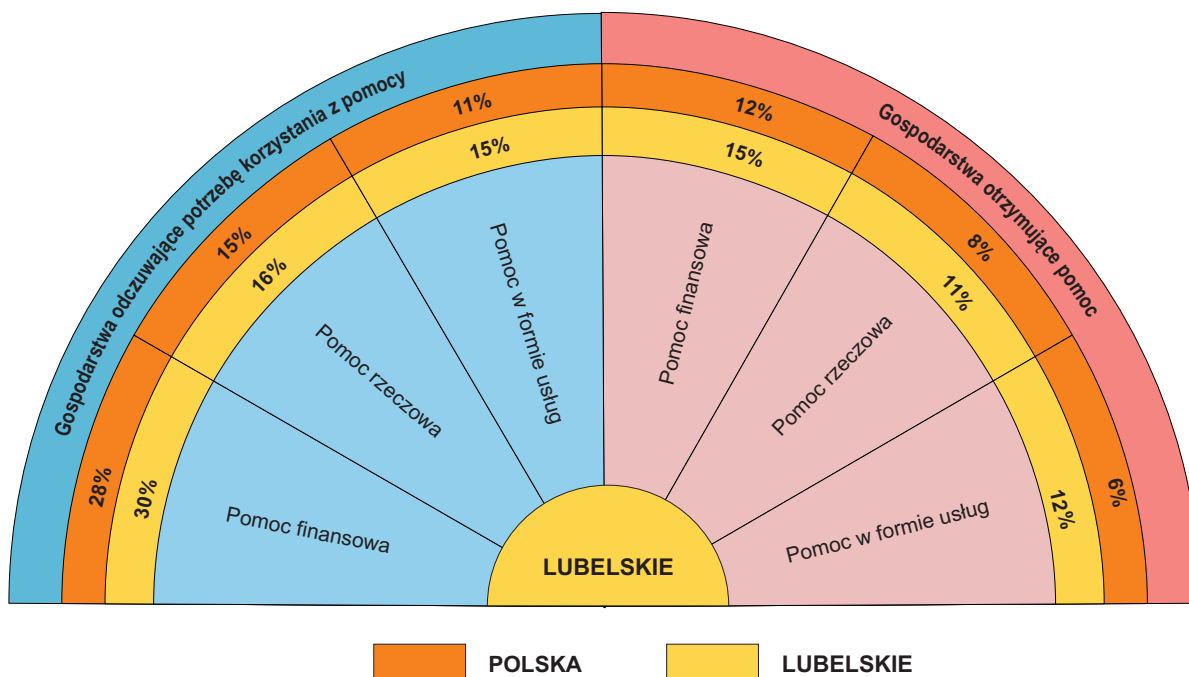 Gospodarstwa odczuwające potrzebę korzystania z pomocy
Gospodarstwa otrzymujące pomoc
28%
15%
11%
12%
8%
6%
30%
16%
15%
15%
11%
12%
Pomoc finansowa
Pomoc rzeczowa
Pomoc w formie usług
Pomoc finansowa
Pomoc rzeczowa
Pomoc w formie usług
LUBELSKIE
POLSKA
LUBELSKIE